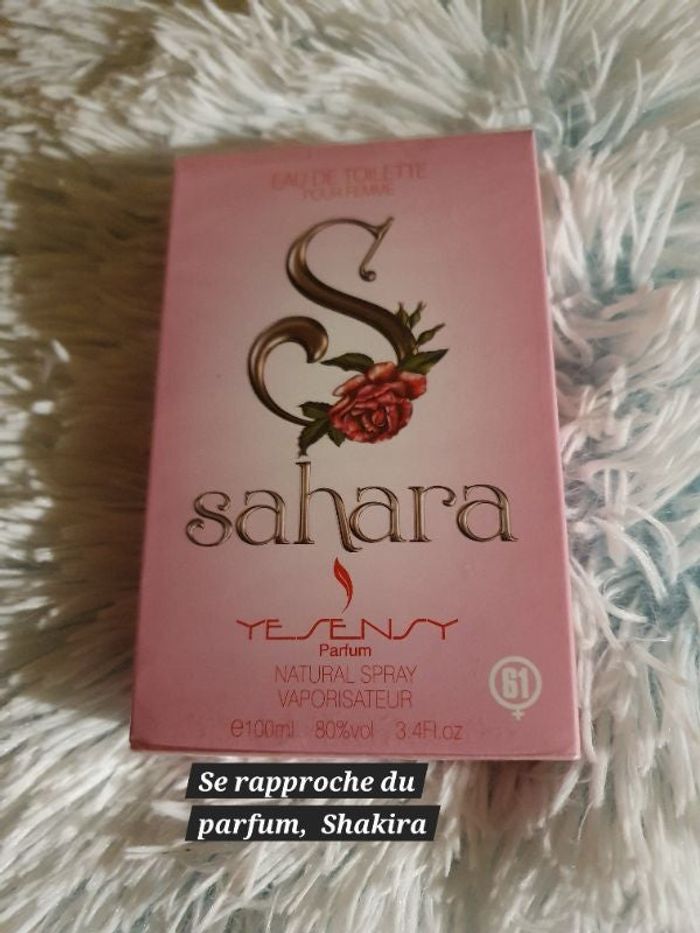 EAU DE TOILETTE
POUR FEMME
S
sahara
YESENSY
Parfum
NATURAL SPRAY
VAPORISATEUR
61
e100ml 80%vol 3.4Fl.oz
Se rapproche du
parfum, Shakira